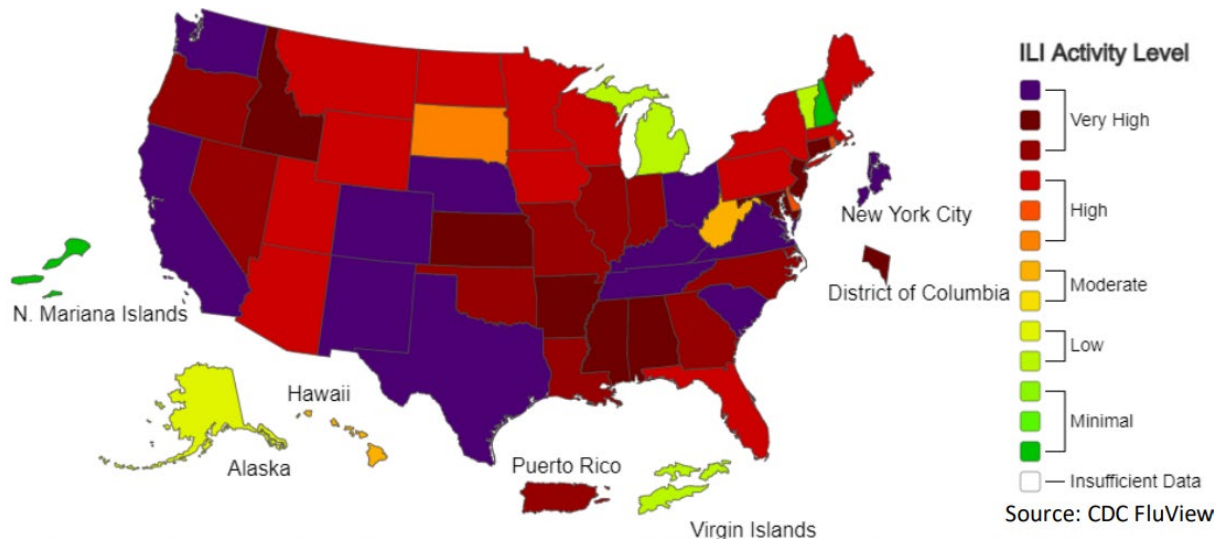 ILI Activity Level
Very High
High
Moderate
Low
Minimal
Insufficient Data
Source: CDC FluView
New York City
District of Columbia
N. Mariana Islands
Hawaii
Alaska
Puerto Rico
Virgin Islands